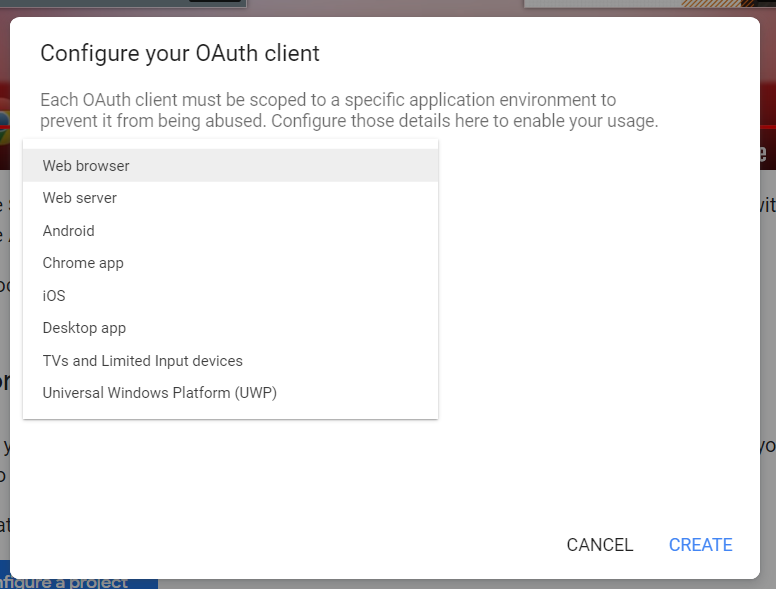 Configure your OAuth client
Each OAuth client must be scoped to a specific application environment to
prevent it from being abused. Configure those details here to enable your usage.
Web browser
Web server
Android
Chrome app
iOS
Desktop app
TVs and Limited Input devices
Universal Windows Platform (UWP)
CANCEL
CREATE
figure a project